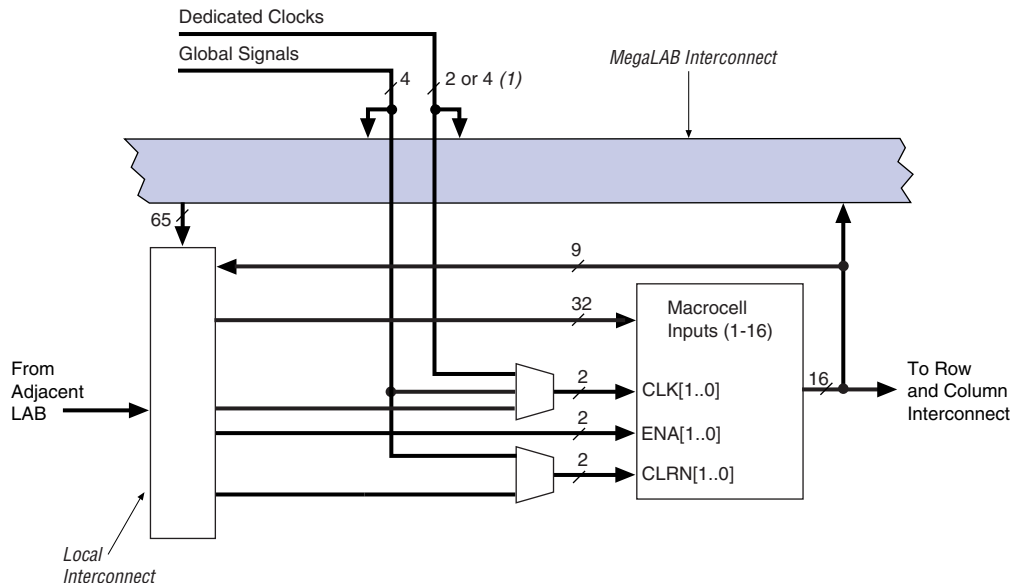 Dedicated Clocks
Global Signals
MegaLAB Interconnect
4
2 or 4 (1)
65
9
32
Macrocell
Inputs (1-16)
From
Adjacent
LAB
2
CLK[1..0]
16
To Row
and Column
Interconnect
2
ENA[1..0]
2
CLRN[1..0]
Local
Interconnect